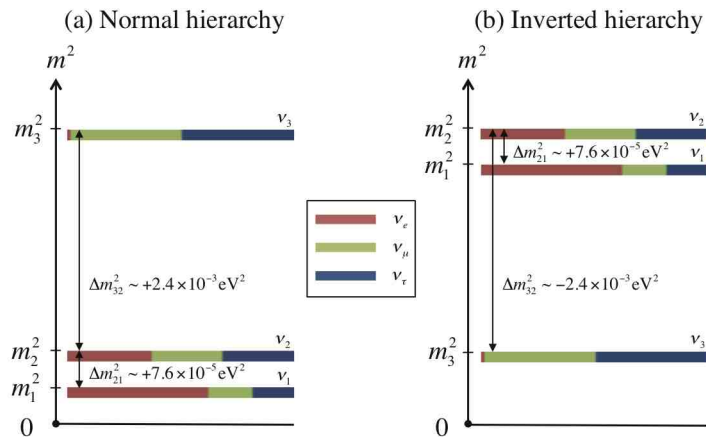 (a) Normal hierarchy
m²
ν₃
m₃²
Δm²₃₂ ~ +2.4×10⁻³eV²
ν₂
m₂²
Δm²₂₁ ~ +7.6×10⁻⁵eV²
ν₁
m₁²
0
νₑ
ν_μ
ν_τ
(b) Inverted hierarchy
m²
ν₂
m₂²
Δm²₂₁ ~ +7.6×10⁻⁵eV²
ν₁
m₁²
Δm²₃₂ ~ −2.4×10⁻³eV²
ν₃
m₃²
0